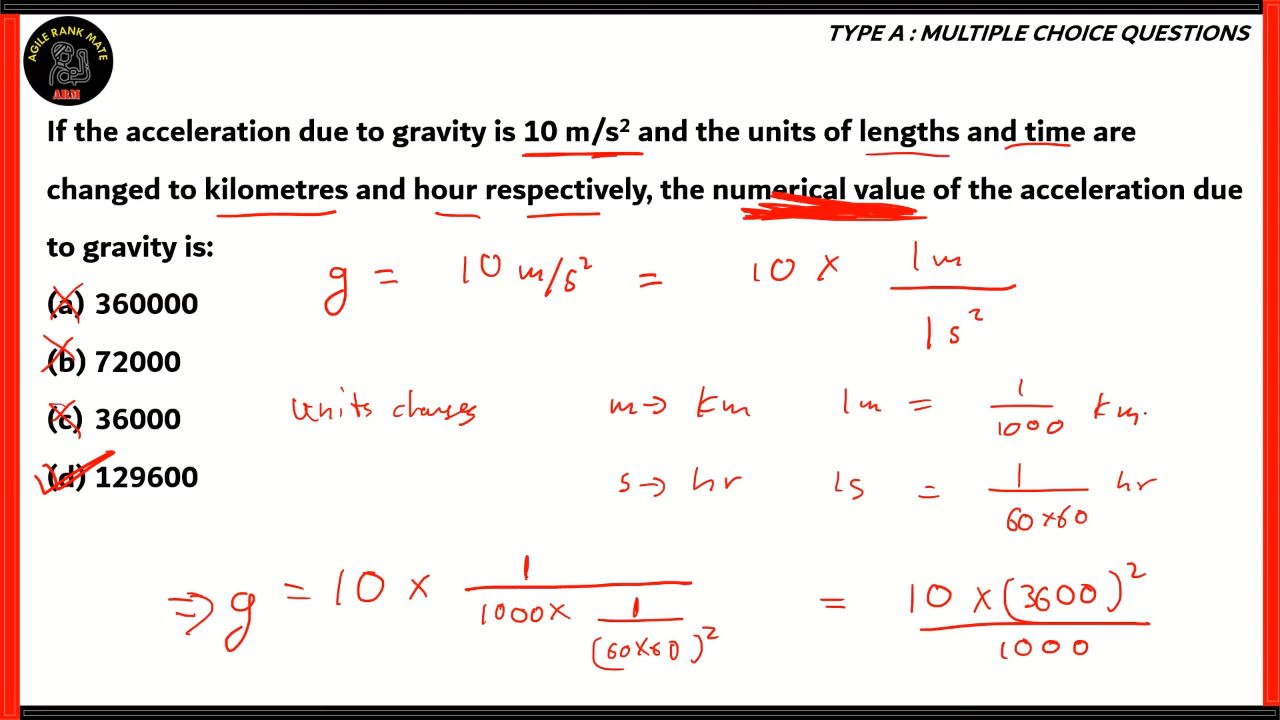 AGILE RANK MATE
ARM
TYPE A : MULTIPLE CHOICE QUESTIONS
If the acceleration due to gravity is 10 m/s² and the units of lengths and time are
changed to kilometres and hour respectively, the numerical value of the acceleration due
to gravity is:
g = 10 m/s² = 10 × 1m / 1s²
(a) 360000
(b) 72000
units changes m → km 1m = 1/1000 km.
(c) 36000
(d) 129600
s → hr 1s = 1/60×60 hr
⇒ g = 10 × 1 / 1000 × 1/(60×60)² = 10 × (3600)² / 1000